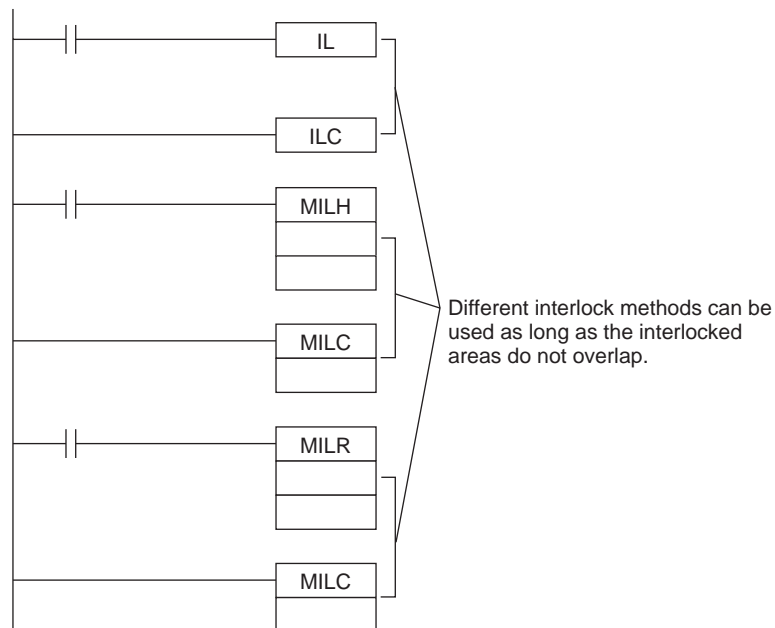 IL
ILC
MILH
MILC
Different interlock methods can be
used as long as the interlocked
areas do not overlap.
MILR
MILC